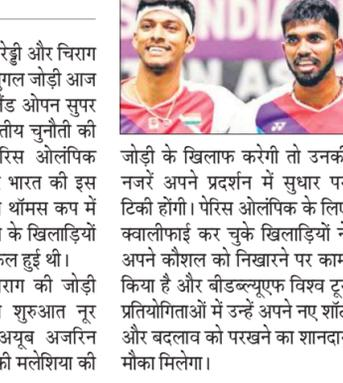 रेड्डी और चिराग
गल जोड़ी आज
ड ओपन सुपर
तीय चुनौती की
रिस ओलंपिक
भारत की इस
थॉमस कप में
के खिलाड़ियों
ल हुई थी।
राग की जोड़ी
शुरुआत नूर
अयूब अजरिन
की मलेशिया की
जोड़ी के खिलाफ करेगी तो उनकी
नजरें अपने प्रदर्शन में सुधार पर
टिकी होंगी। पेरिस ओलंपिक के लिए
क्वालीफाई कर चुके खिलाड़ियों ने
अपने कौशल को निखारने पर काम
किया है और बीडब्ल्यूएफ विश्व टूर
प्रतियोगिताओं में उन्हें अपने नए शॉट
और बदलाव को परखने का शानदार
मौका मिलेगा।